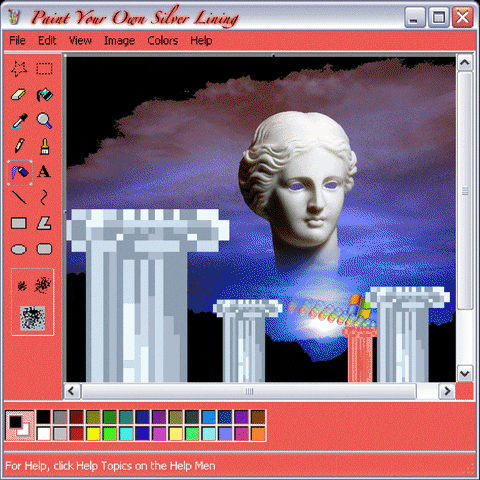 Paint Your Own Silver Lining
File Edit View Image Colors Help
A
For Help, click Help Topics on the Help Men